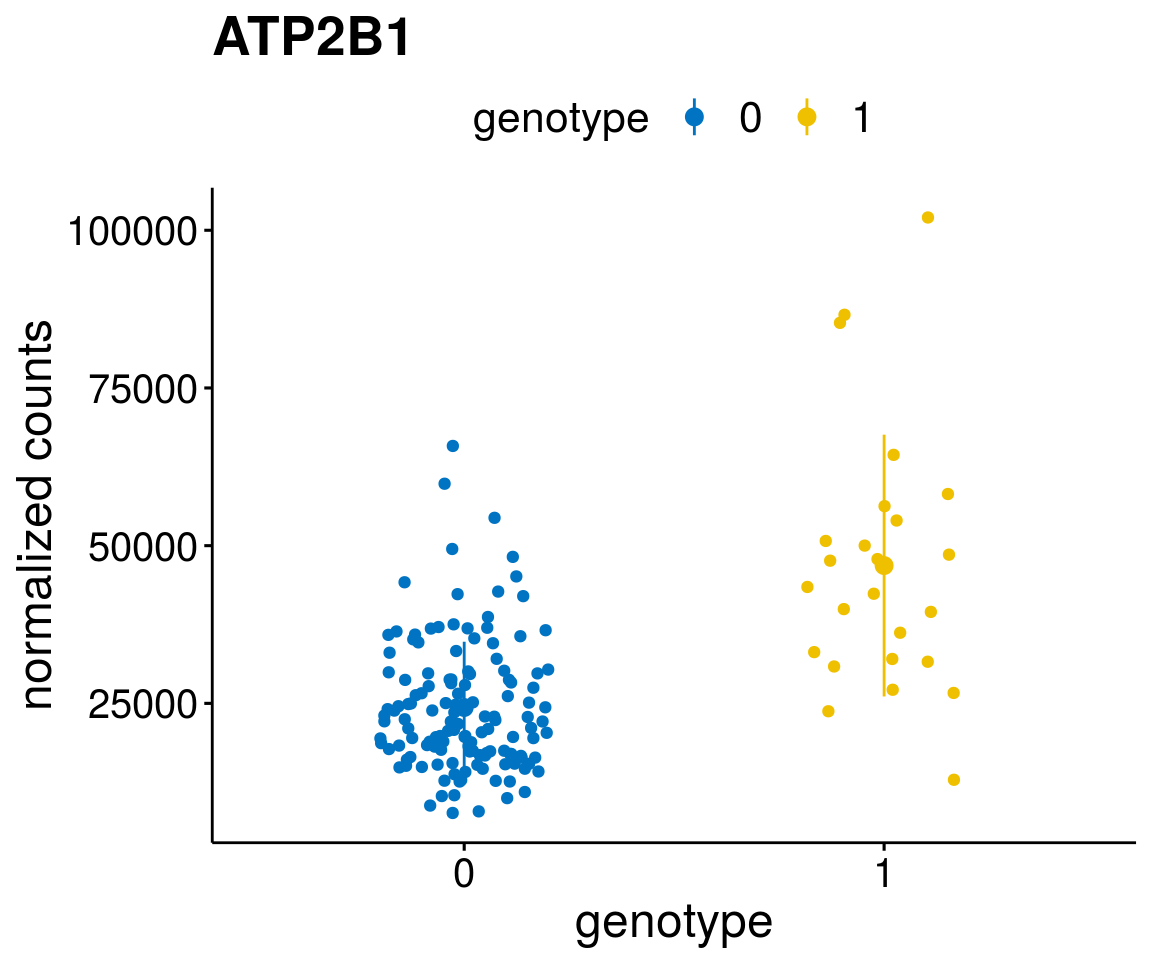 ATP2B1
genotype 0 1
normalized counts
100000
75000
50000
25000
0 1
genotype